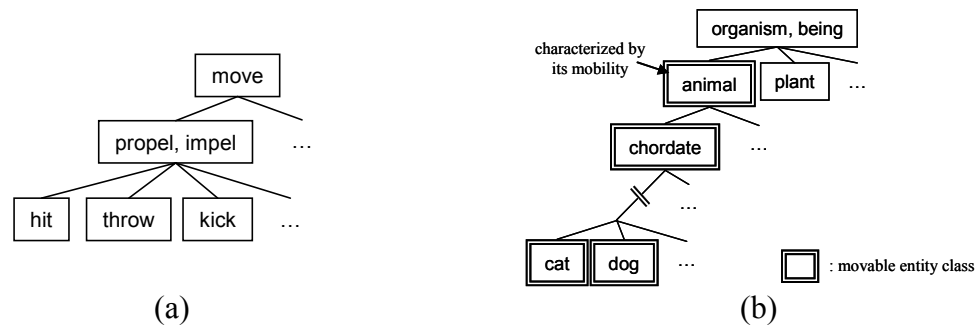 move
propel, impel
...
hit
throw
kick
...
(a)
organism, being
characterized by
its mobility
animal
plant
...
chordate
...
...
cat
dog
...
: movable entity class
(b)